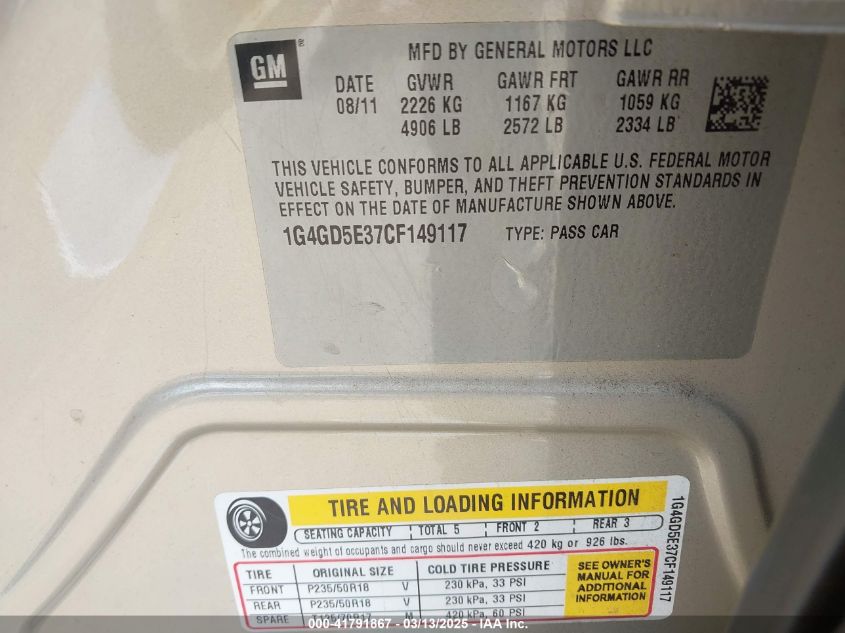 GM ®
MFD BY GENERAL MOTORS LLC
DATE GVWR GAWR FRT GAWR RR
08/11 2226 KG 1167 KG 1059 KG
4906 LB 2572 LB 2334 LB
THIS VEHICLE CONFORMS TO ALL APPLICABLE U.S. FEDERAL MOTOR
VEHICLE SAFETY, BUMPER, AND THEFT PREVENTION STANDARDS IN
EFFECT ON THE DATE OF MANUFACTURE SHOWN ABOVE.
1G4GD5E37CF149117 TYPE: PASS CAR
TIRE AND LOADING INFORMATION
SEATING CAPACITY TOTAL 5 FRONT 2 REAR 3
The combined weight of occupants and cargo should never exceed 420 kg or 926 lbs.
TIRE ORIGINAL SIZE COLD TIRE PRESSURE
FRONT P235/50R18 V 230 kPa, 33 PSI
REAR P235/50R18 V 230 kPa, 33 PSI
SPARE T125/70R17 M 420 kPa, 60 PSI
SEE OWNER'S
MANUAL FOR
ADDITIONAL
INFORMATION
1G4GD5E37CF149117
000-41791867 - 03/13/2025 - IAA Inc.